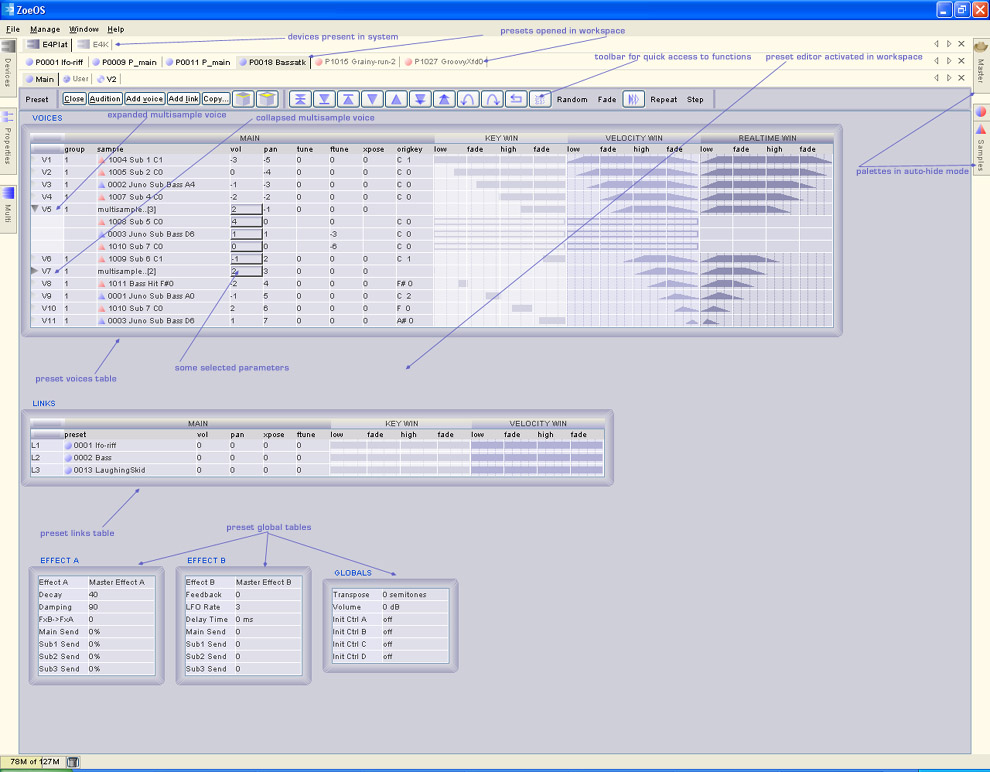 ZoeOS
File Manage Window Help
devices present in system
presets opened in workspace
E4Plat E4K
P0001 lfo-riff P0009 P_main P0011 P_main P0018 Bassatk P1015 Grainy-run-2 P1027 GroovyXfd0
toolbar for quick access to functions
preset editor activated in workspace
Main User V2
Devices
Properties
Multi
Master
Samples
Preset Close Audition Add voice Add link Copy... Random Fade Repeat Step
expanded multisample voice
collapsed multisample voice
VOICES
MAIN KEY WIN VELOCITY WIN REALTIME WIN
group sample vol pan tune ftune xpose origkey low fade high fade low fade high fade low fade high fade
V1 1 1004 Sub 1 C1 -3 -5 0 0 0 C 1
V2 1 1005 Sub 2 C0 0 -4 0 0 0 C 0
V3 1 0002 Juno Sub Bass A4 -1 -3 0 0 0 C 0
V4 1 1007 Sub 4 C0 -2 -2 0 0 0 C 0
V5 1 multisample..[3] 2 -1 0 0 0
1008 Sub 5 C0 4 0 0 C 0
0003 Juno Sub Bass D6 1 1 -3 C 0
1010 Sub 7 C0 0 0 -6 C 0
V6 1 1009 Sub 6 C1 -1 2 0 0 0 C 1
V7 1 multisample..[2] 2 3 0 0 0
V8 1 1011 Bass Hit F#0 -2 4 0 0 0 F# 0
V9 1 0001 Juno Sub Bass A0 -1 5 0 0 0 C 2
V10 1 1010 Sub 7 C0 2 6 0 0 0 F 0
V11 1 0003 Juno Sub Bass D6 1 7 0 0 0 A# 0
palettes in auto-hide mode
some selected parameters
preset voices table
LINKS
MAIN KEY WIN VELOCITY WIN
preset vol pan xpose ftune low fade high fade low fade high fade
L1 0001 lfo-riff 0 0 0 0
L2 0002 Bass 0 0 0 0
L3 0013 LaughingSkid 0 0 0 0
preset links table
preset global tables
EFFECT A
Effect A Master Effect A
Decay 40
Damping 90
FxB->FxA 0
Main Send 0%
Sub1 Send 0%
Sub2 Send 0%
Sub3 Send 0%
EFFECT B
Effect B Master Effect B
Feedback 0
LFO Rate 3
Delay Time 0 ms
Main Send 0
Sub1 Send 0
Sub2 Send 0
Sub3 Send 0
GLOBALS
Transpose 0 semitones
Volume 0 dB
Init Ctrl A off
Init Ctrl B off
Init Ctrl C off
Init Ctrl D off
78M of 127M